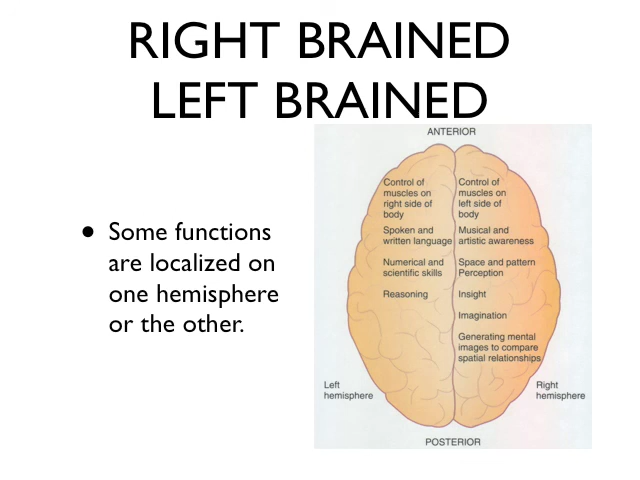 RIGHT BRAINED
LEFT BRAINED
• Some functions
are localized on
one hemisphere
or the other.
ANTERIOR
Control of
muscles on
right side of
body
Spoken and
written language
Numerical and
scientific skills
Reasoning
Control of
muscles on
left side of
body
Musical and
artistic awareness
Space and pattern
Perception
Insight
Imagination
Generating mental
images to compare
spatial relationships
Left
hemisphere
Right
hemisphere
POSTERIOR